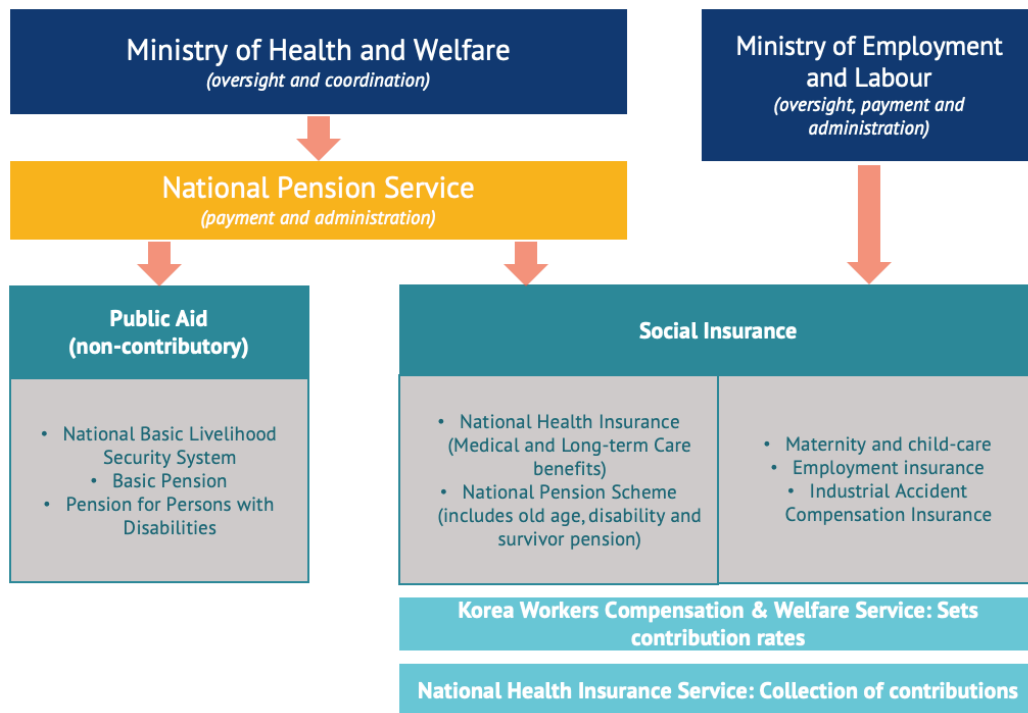 Ministry of Health and Welfare
(oversight and coordination)
Ministry of Employment
and Labour
(oversight, payment and
administration)
National Pension Service
(payment and administration)
Public Aid
(non-contributory)
Social Insurance
• National Basic Livelihood
Security System
• Basic Pension
• Pension for Persons with
Disabilities
• National Health Insurance
(Medical and Long-term Care
benefits)
• National Pension Scheme
(includes old age, disability and
survivor pension)
• Maternity and child-care
• Employment insurance
• Industrial Accident
Compensation Insurance
Korea Workers Compensation & Welfare Service: Sets
contribution rates
National Health Insurance Service: Collection of contributions